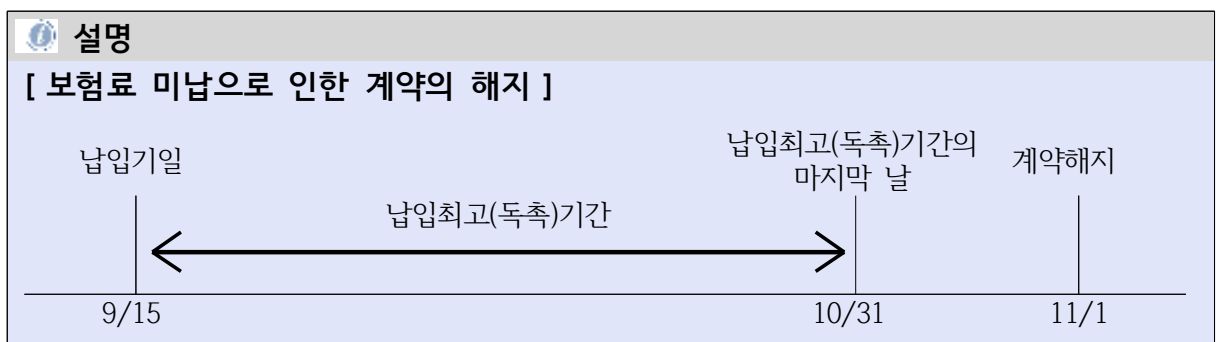 설명
[ 보험료 미납으로 인한 계약의 해지 ]
납입기일
납입최고(독촉)기간의
마지막 날
계약해지
납입최고(독촉)기간
9/15
10/31
11/1